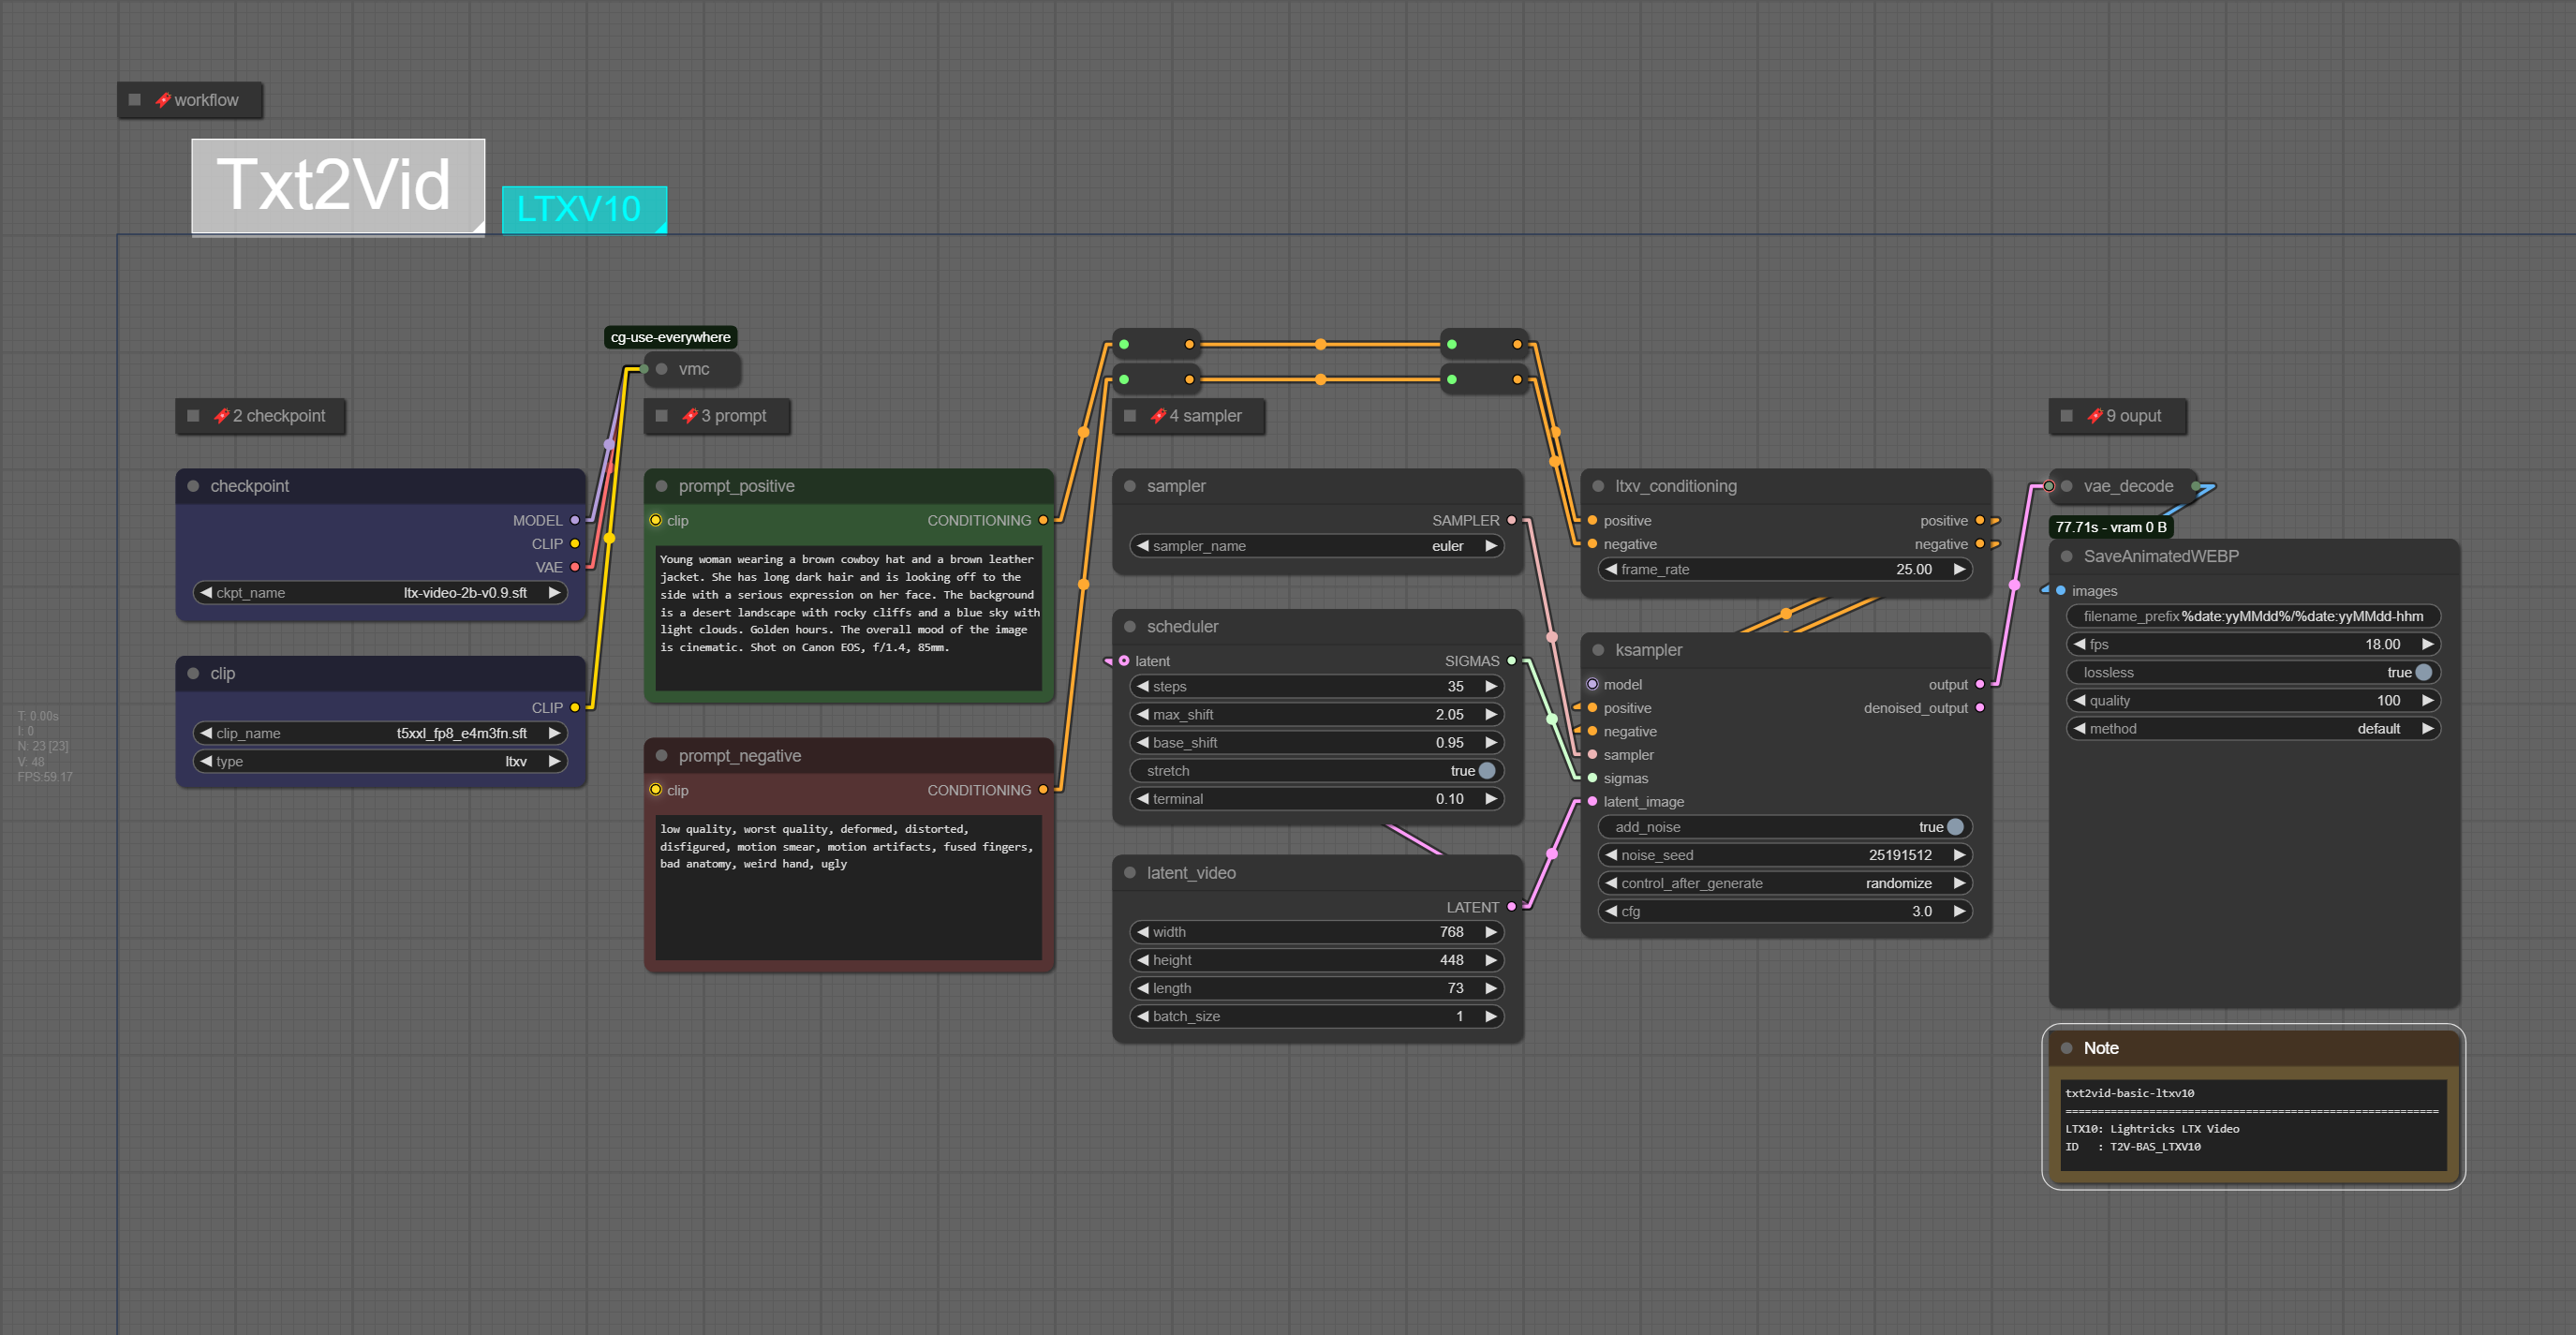 workflow
Txt2Vid
LTXV10
cg-use-everywhere
vmc
2 checkpoint
3 prompt
4 sampler
9 ouput
checkpoint
MODEL
CLIP
VAE
ckpt_name ltx-video-2b-v0.9.sft
clip
CLIP
clip_name t5xxl_fp8_e4m3fn.sft
type ltxv
T: 0.00s
I: 0
N: 23 [23]
V: 48
FPS:59.17
prompt_positive
clip CONDITIONING
Young woman wearing a brown cowboy hat and a brown leather
jacket. She has long dark hair and is looking off to the
side with a serious expression on her face. The background
is a desert landscape with rocky cliffs and a blue sky with
light clouds. Golden hours. The overall mood of the image
is cinematic. Shot on Canon EOS, f/1.4, 85mm.
prompt_negative
clip CONDITIONING
low quality, worst quality, deformed, distorted,
disfigured, motion smear, motion artifacts, fused fingers,
bad anatomy, weird hand, ugly
sampler
SAMPLER
sampler_name euler
scheduler
latent SIGMAS
steps 35
max_shift 2.05
base_shift 0.95
stretch true
terminal 0.10
latent_video
LATENT
width 768
height 448
length 73
batch_size 1
ltxv_conditioning
positive positive
negative negative
frame_rate 25.00
ksampler
model output
positive denoised_output
negative
sampler
sigmas
latent_image
add_noise true
noise_seed 25191512
control_after_generate randomize
cfg 3.0
vae_decode
77.71s - vram 0 B
SaveAnimatedWEBP
images
filename_prefix %date:yyMMdd%/%date:yyMMdd-hhm
fps 18.00
lossless true
quality 100
method default
Note
txt2vid-basic-ltxv10
==========================================================
LTX10: Lightricks LTX Video
ID : T2V-BAS_LTXV10